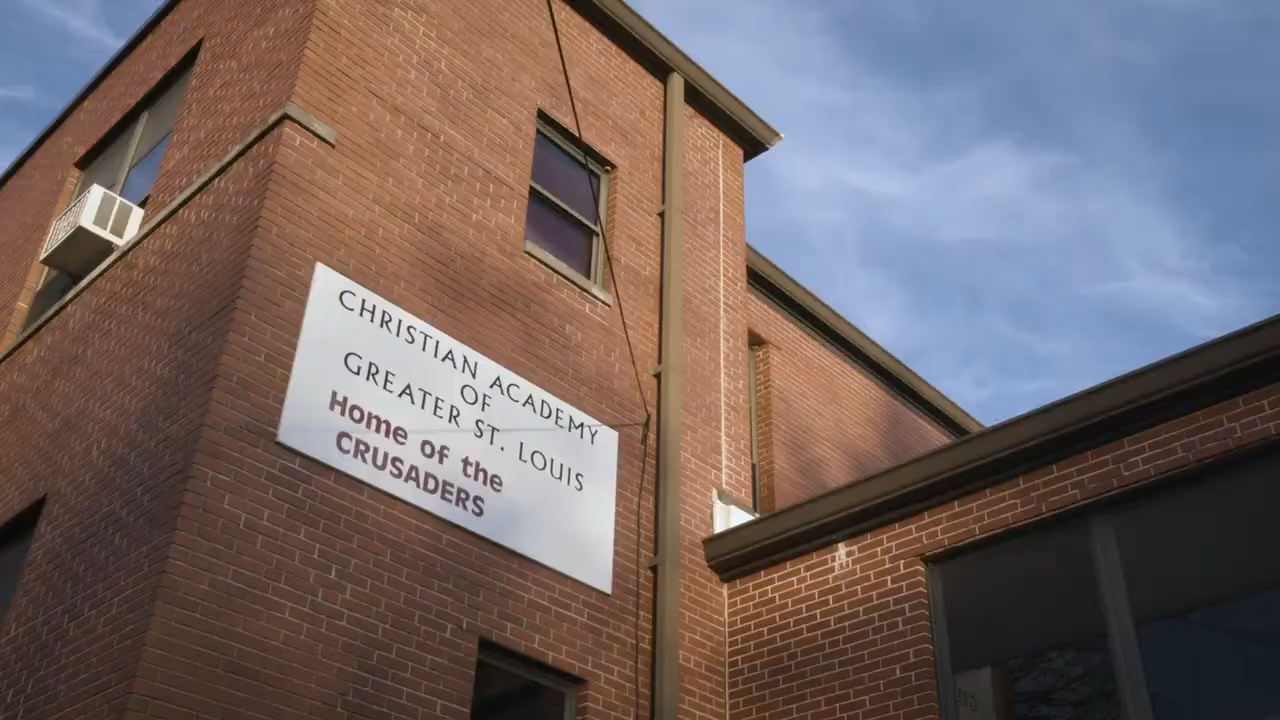 CHRISTIAN ACADEMY
OF
GREATER ST. LOUIS
Home of the
CRUSADERS